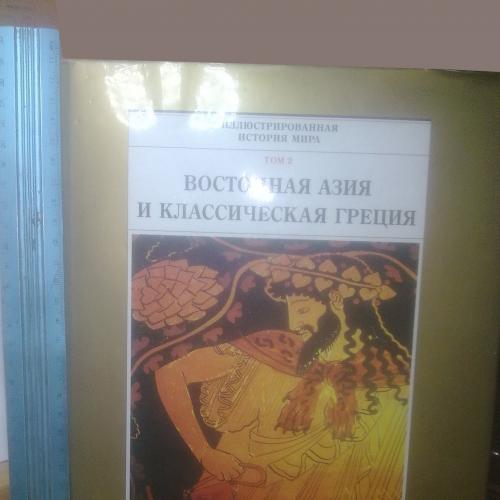 ИЛЛЮСТРИРОВАННАЯ
ИСТОРИЯ МИРА
ТОМ 2
ВОСТОЧНАЯ АЗИЯ
И КЛАССИЧЕСКАЯ ГРЕЦИЯ